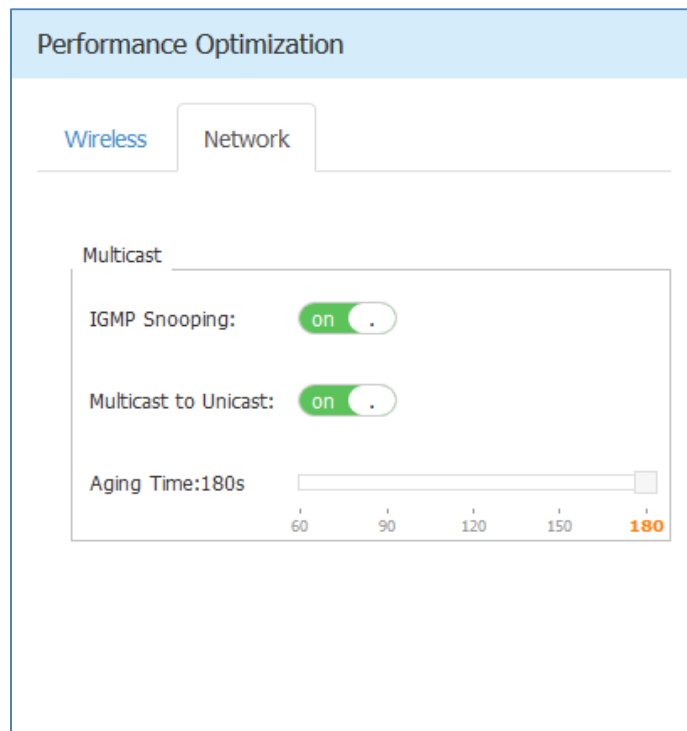 Performance Optimization
Wireless Network
Multicast
IGMP Snooping: on .
Multicast to Unicast: on .
Aging Time:180s
60 90 120 150 180